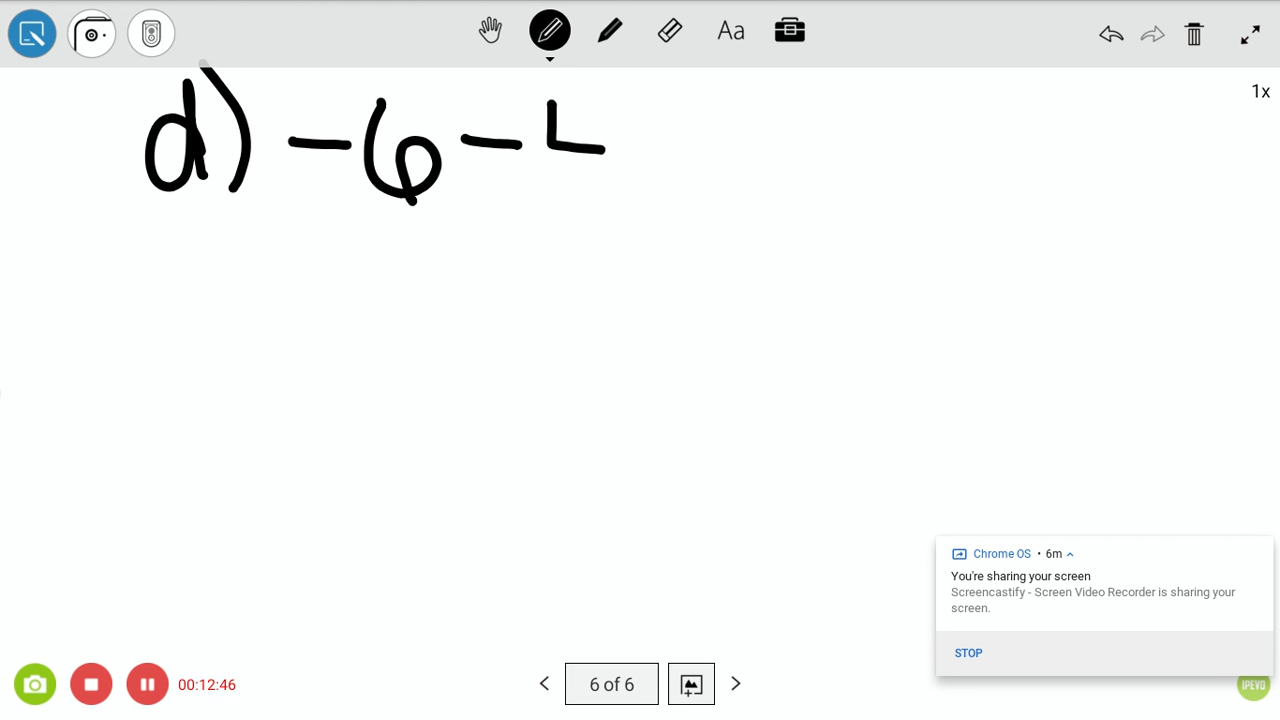 Aa
1x
d) -6 -
Chrome OS • 6m
You're sharing your screen
Screencastify - Screen Video Recorder is sharing your
screen.
STOP
00:12:46
6 of 6
IPEVO